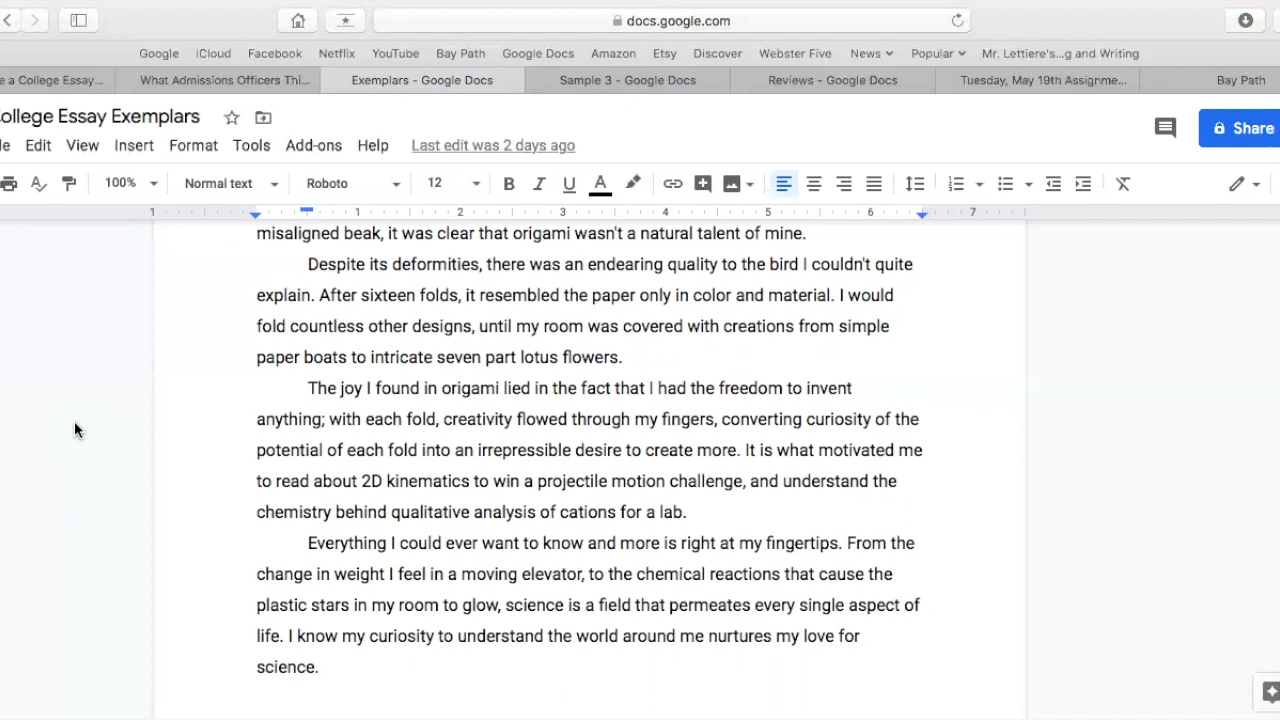 docs.google.com
Google iCloud Facebook Netflix YouTube Bay Path Google Docs Amazon Etsy Discover Webster Five News Popular Mr. Lettiere's...g and Writing
e a College Essay... What Admissions Officers Thi... Exemplars - Google Docs Sample 3 - Google Docs Reviews - Google Docs Tuesday, May 19th Assignme... Bay Path
ollege Essay Exemplars
Share
le Edit View Insert Format Tools Add-ons Help Last edit was 2 days ago
100% Normal text Roboto 12 B I U A
1 1 2 3 4 5 6 7
misaligned beak, it was clear that origami wasn't a natural talent of mine.
Despite its deformities, there was an endearing quality to the bird I couldn't quite
explain. After sixteen folds, it resembled the paper only in color and material. I would
fold countless other designs, until my room was covered with creations from simple
paper boats to intricate seven part lotus flowers.
The joy I found in origami lied in the fact that I had the freedom to invent
anything; with each fold, creativity flowed through my fingers, converting curiosity of the
potential of each fold into an irrepressible desire to create more. It is what motivated me
to read about 2D kinematics to win a projectile motion challenge, and understand the
chemistry behind qualitative analysis of cations for a lab.
Everything I could ever want to know and more is right at my fingertips. From the
change in weight I feel in a moving elevator, to the chemical reactions that cause the
plastic stars in my room to glow, science is a field that permeates every single aspect of
life. I know my curiosity to understand the world around me nurtures my love for
science.